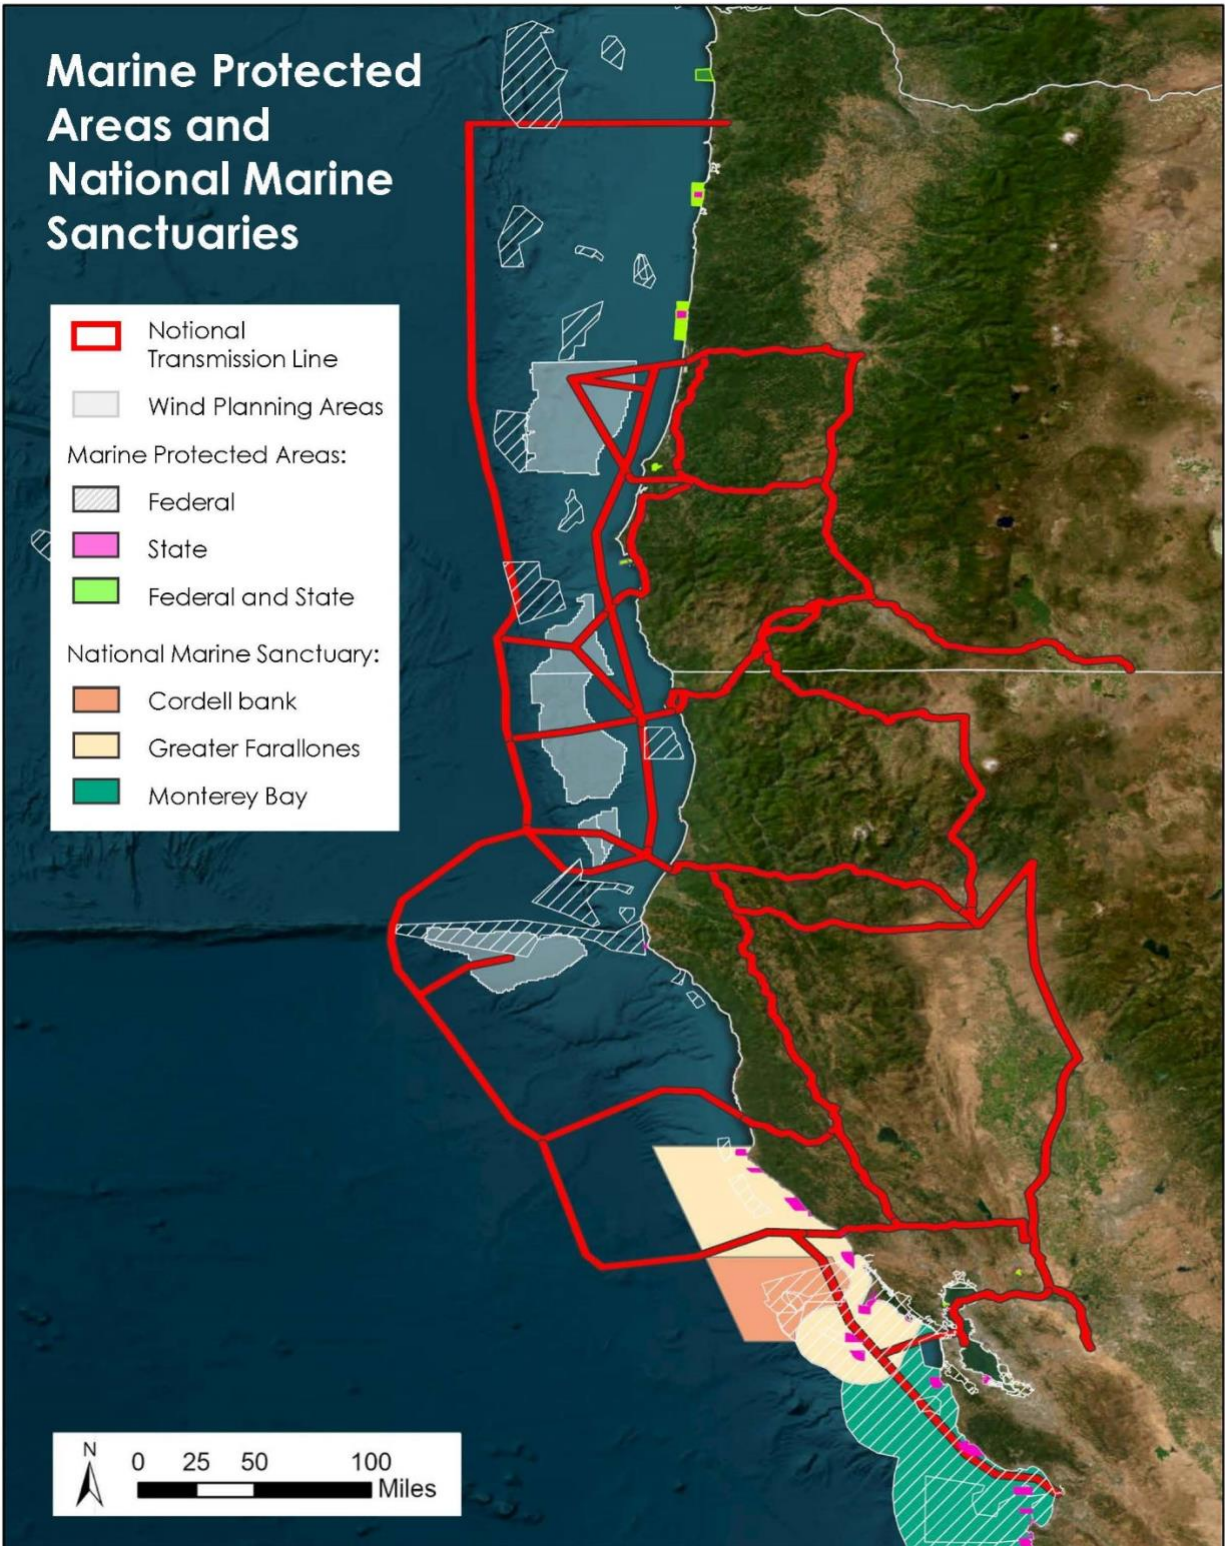 Marine Protected
Areas and
National Marine
Sanctuaries
Notional
Transmission Line
Wind Planning Areas
Marine Protected Areas:
Federal
State
Federal and State
National Marine Sanctuary:
Cordell bank
Greater Farallones
Monterey Bay
N
0 25 50 100
Miles